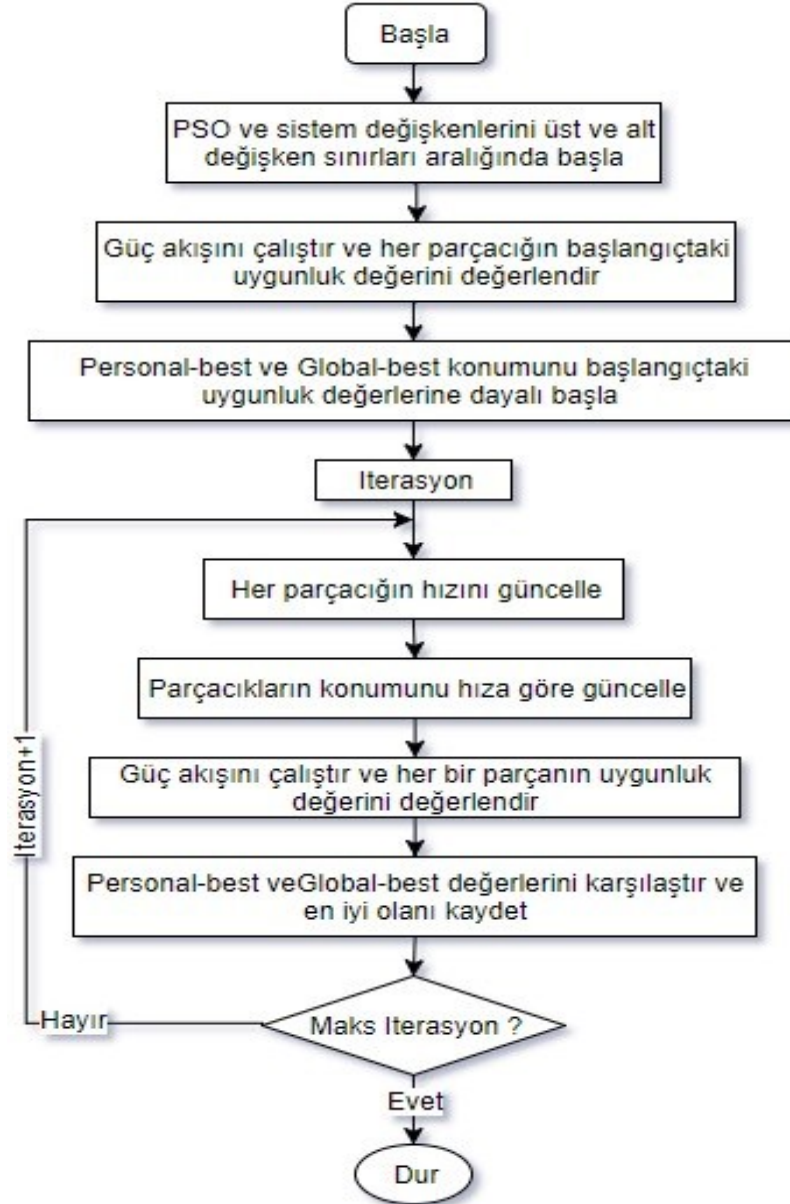 Başla
PSO ve sistem değişkenlerini üst ve alt
değişken sınırları aralığında başla
Güç akışını çalıştır ve her parçacığın başlangıçtaki
uygunluk değerini değerlendir
Personal-best ve Global-best konumunu başlangıçtaki
uygunluk değerlerine dayalı başla
Iterasyon
Her parçacığın hızını güncelle
Parçacıkların konumunu hıza göre güncelle
Iterasyon+1
Güç akışını çalıştır ve her bir parçanın uygunluk
değerini değerlendir
Personal-best veGlobal-best değerlerini karşılaştır ve
en iyi olanı kaydet
Hayır
Maks Iterasyon ?
Evet
Dur